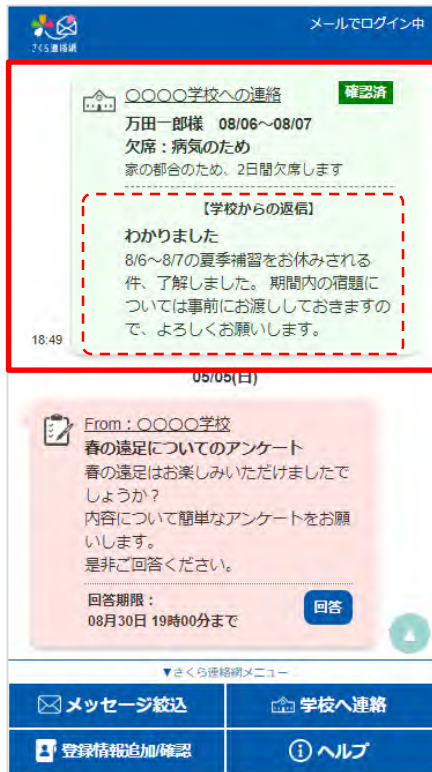 メールでログイン中
さくら連絡網
〇〇〇〇学校への連絡
確認済
万田一郎様 08/06～08/07
欠席：病気のため
家の都合のため、2日間欠席します
【学校からの返信】
わかりました
8/6～8/7の夏季補習をお休みされる
件、了解しました。 期間内の宿題に
ついては事前にお渡ししておきますの
で、よろしくお願いします。
18:49
05/05(日)
From：〇〇〇〇学校
春の遠足についてのアンケート
春の遠足はお楽しみいただけましたで
しょうか？
内容について簡単なアンケートをお願
いします。
是非ご回答ください。
回答期限：
08月30日 19時00分まで
回答
▼さくら連絡網メニュー
メッセージ絞込
学校へ連絡
登録情報追加/確認
ヘルプ